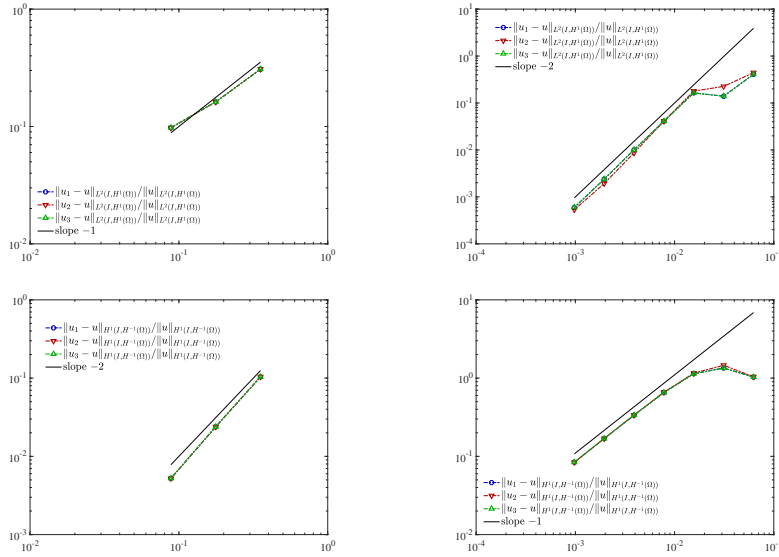 10^0
10^{-1}
10^{-2}
10^{-2} 10^{-1} 10^0
‖u_1 − u‖_{L^2(I,H^1(Ω))}/‖u‖_{L^2(I,H^1(Ω))}
‖u_2 − u‖_{L^2(I,H^1(Ω))}/‖u‖_{L^2(I,H^1(Ω))}
‖u_3 − u‖_{L^2(I,H^1(Ω))}/‖u‖_{L^2(I,H^1(Ω))}
slope −1
10^2
10^1
10^0
10^{-1}
10^{-2}
10^{-3}
10^{-4}
10^{-4} 10^{-3} 10^{-2} 10^{-1}
‖u_1 − u‖_{L^2(I,H^1(Ω))}/‖u‖_{L^2(I,H^1(Ω))}
‖u_2 − u‖_{L^2(I,H^1(Ω))}/‖u‖_{L^2(I,H^1(Ω))}
‖u_3 − u‖_{L^2(I,H^1(Ω))}/‖u‖_{L^2(I,H^1(Ω))}
slope −2
10^0
10^{-1}
10^{-2}
10^{-3}
10^{-2} 10^{-1} 10^0
‖u_1 − u‖_{H^1(I,H^{-1}(Ω))}/‖u‖_{H^1(I,H^{-1}(Ω))}
‖u_2 − u‖_{H^1(I,H^{-1}(Ω))}/‖u‖_{H^1(I,H^{-1}(Ω))}
‖u_3 − u‖_{H^1(I,H^{-1}(Ω))}/‖u‖_{H^1(I,H^{-1}(Ω))}
slope −2
10^1
10^0
10^{-1}
10^{-2}
10^{-4} 10^{-3} 10^{-2} 10^{-1}
‖u_1 − u‖_{H^1(I,H^{-1}(Ω))}/‖u‖_{H^1(I,H^{-1}(Ω))}
‖u_2 − u‖_{H^1(I,H^{-1}(Ω))}/‖u‖_{H^1(I,H^{-1}(Ω))}
‖u_3 − u‖_{H^1(I,H^{-1}(Ω))}/‖u‖_{H^1(I,H^{-1}(Ω))}
slope −1